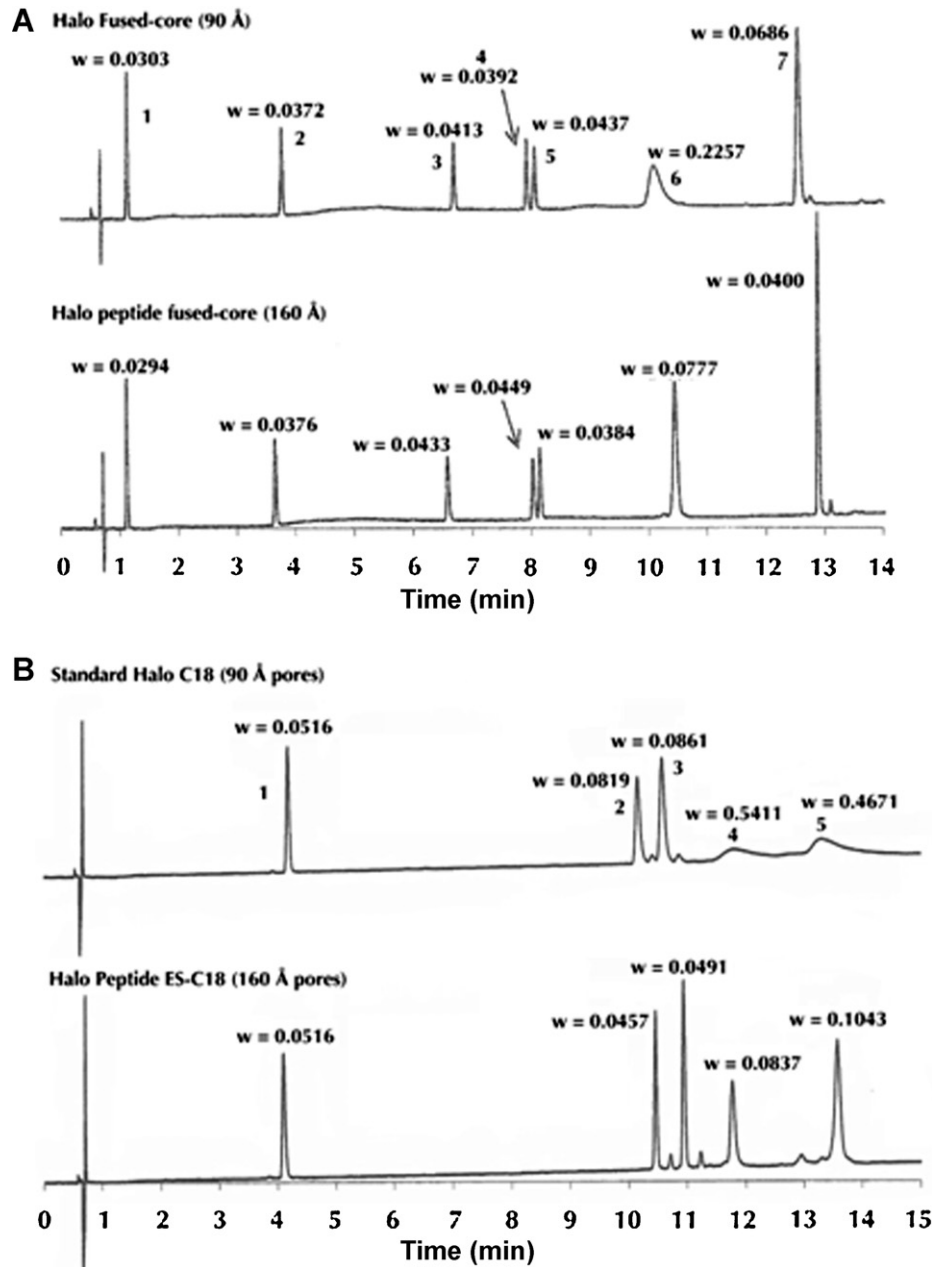 A Halo Fused-core (90 Å)
w = 0.0303
1
w = 0.0372
2
w = 0.0413
3
4
w = 0.0392
w = 0.0437
5
w = 0.2257
6
w = 0.0686
7
Halo peptide fused-core (160 Å)
w = 0.0294
w = 0.0376
w = 0.0433
w = 0.0449
w = 0.0384
w = 0.0777
w = 0.0400
0 1 2 3 4 5 6 7 8 9 10 11 12 13 14
Time (min)
B Standard Halo C18 (90 Å pores)
w = 0.0516
1
w = 0.0819
2
w = 0.0861
3
w = 0.5411
4
w = 0.4671
5
Halo Peptide ES-C18 (160 Å pores)
w = 0.0516
w = 0.0457
w = 0.0491
w = 0.0837
w = 0.1043
0 1 2 3 4 5 6 7 8 9 10 11 12 13 14 15
Time (min)